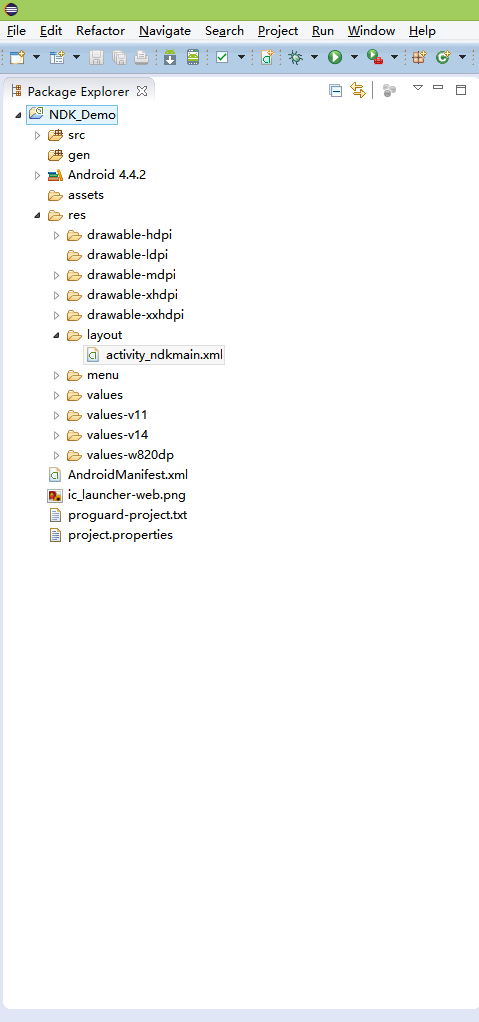 File Edit Refactor Navigate Search Project Run Window Help
Package Explorer
NDK_Demo
src
gen
Android 4.4.2
assets
res
drawable-hdpi
drawable-ldpi
drawable-mdpi
drawable-xhdpi
drawable-xxhdpi
layout
activity_ndkmain.xml
menu
values
values-v11
values-v14
values-w820dp
AndroidManifest.xml
ic_launcher-web.png
proguard-project.txt
project.properties